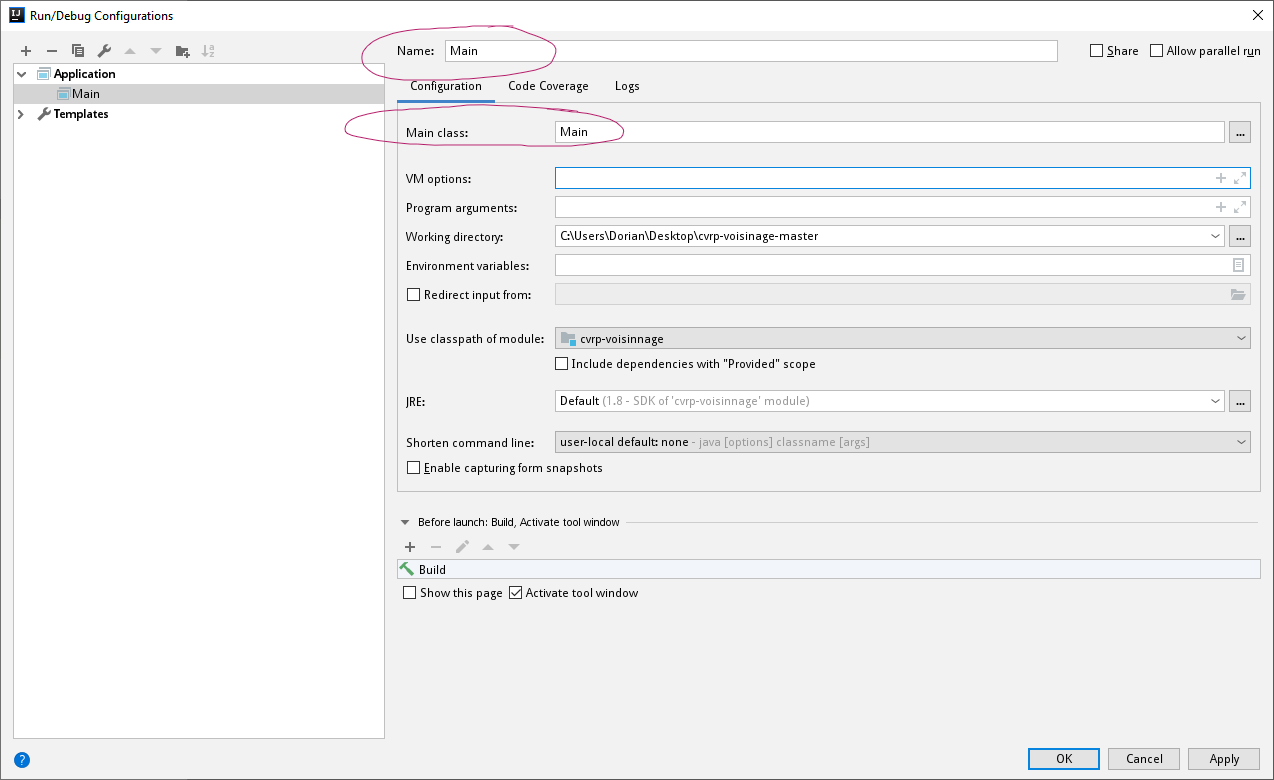 IJ Run/Debug Configurations
Name: Main Share Allow parallel run
Application
Main
Templates
Configuration Code Coverage Logs
Main class: Main ...
VM options:
Program arguments:
Working directory: C:\Users\Dorian\Desktop\cvrp-voisinage-master ...
Environment variables:
Redirect input from:
Use classpath of module: cvrp-voisinnage
Include dependencies with "Provided" scope
JRE: Default (1.8 - SDK of 'cvrp-voisinnage' module) ...
Shorten command line: user-local default: none - java [options] classname [args]
Enable capturing form snapshots
Before launch: Build, Activate tool window
Build
Show this page Activate tool window
? OK Cancel Apply